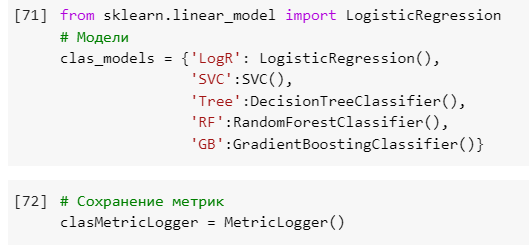 [71] from sklearn.linear_model import LogisticRegression
# Модели
clas_models = {'LogR': LogisticRegression(),
'SVC':SVC(),
'Tree':DecisionTreeClassifier(),
'RF':RandomForestClassifier(),
'GB':GradientBoostingClassifier()}
[72] # Сохранение метрик
clasMetricLogger = MetricLogger()